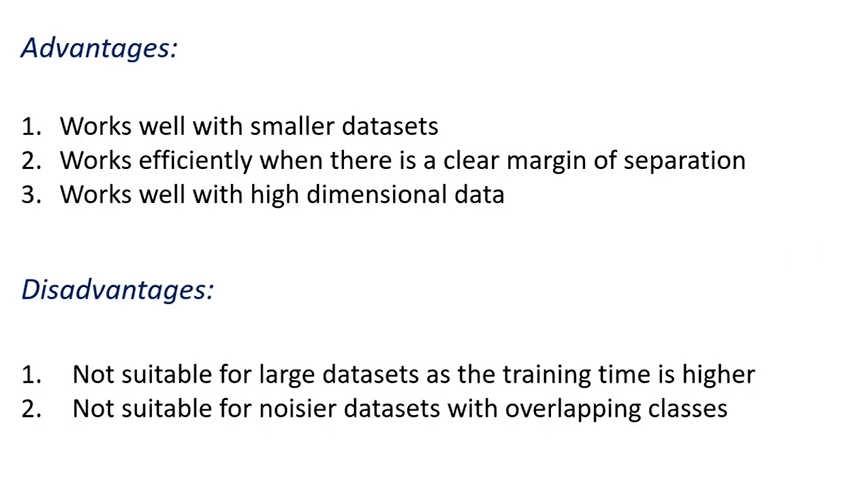 Advantages:
1. Works well with smaller datasets
2. Works efficiently when there is a clear margin of separation
3. Works well with high dimensional data
Disadvantages:
1. Not suitable for large datasets as the training time is higher
2. Not suitable for noisier datasets with overlapping classes